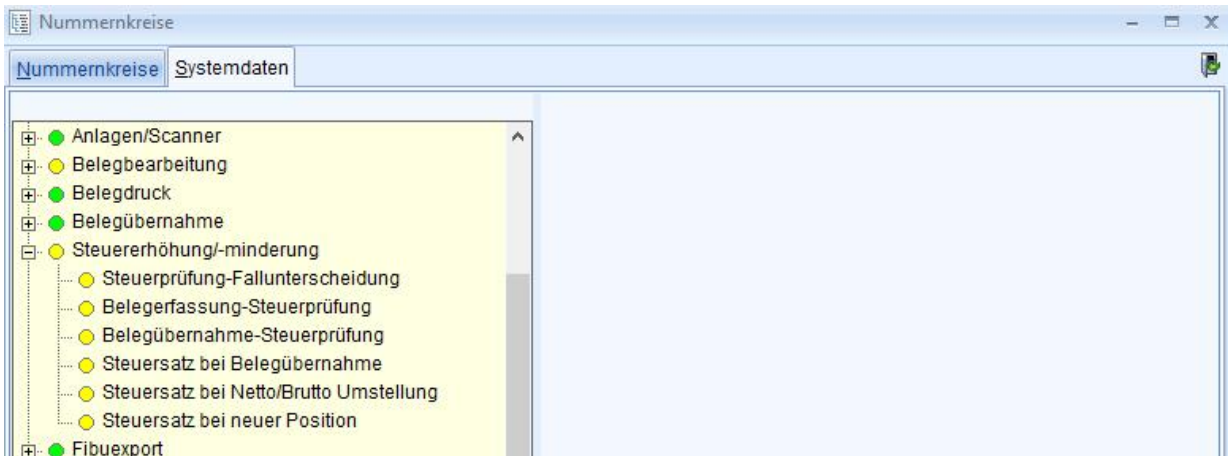 Nummernkreise
Nummernkreise Systemdaten
Anlagen/Scanner
Belegbearbeitung
Belegdruck
Belegübernahme
Steuererhöhung/-minderung
Steuerprüfung-Fallunterscheidung
Belegerfassung-Steuerprüfung
Belegübernahme-Steuerprüfung
Steuersatz bei Belegübernahme
Steuersatz bei Netto/Brutto Umstellung
Steuersatz bei neuer Position
Fibuexport